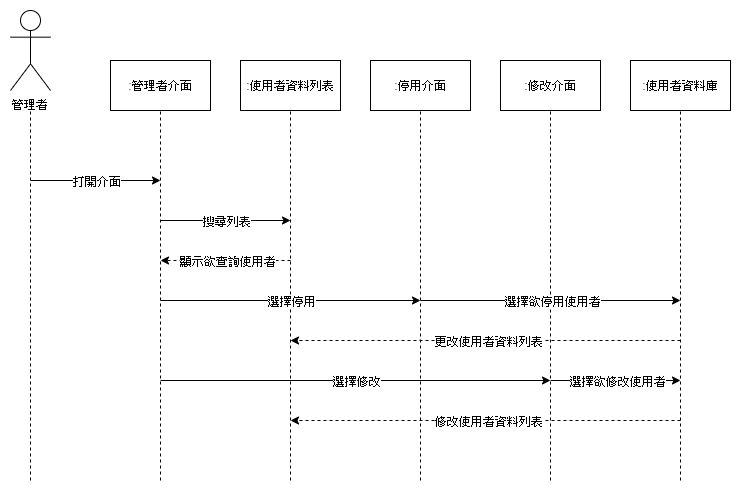 管理者
:管理者介面
:使用者資料列表
:停用介面
:修改介面
:使用者資料庫
打開介面
搜尋列表
顯示欲查詢使用者
選擇停用
選擇欲停用使用者
更改使用者資料列表
選擇修改
選擇欲修改使用者
修改使用者資料列表